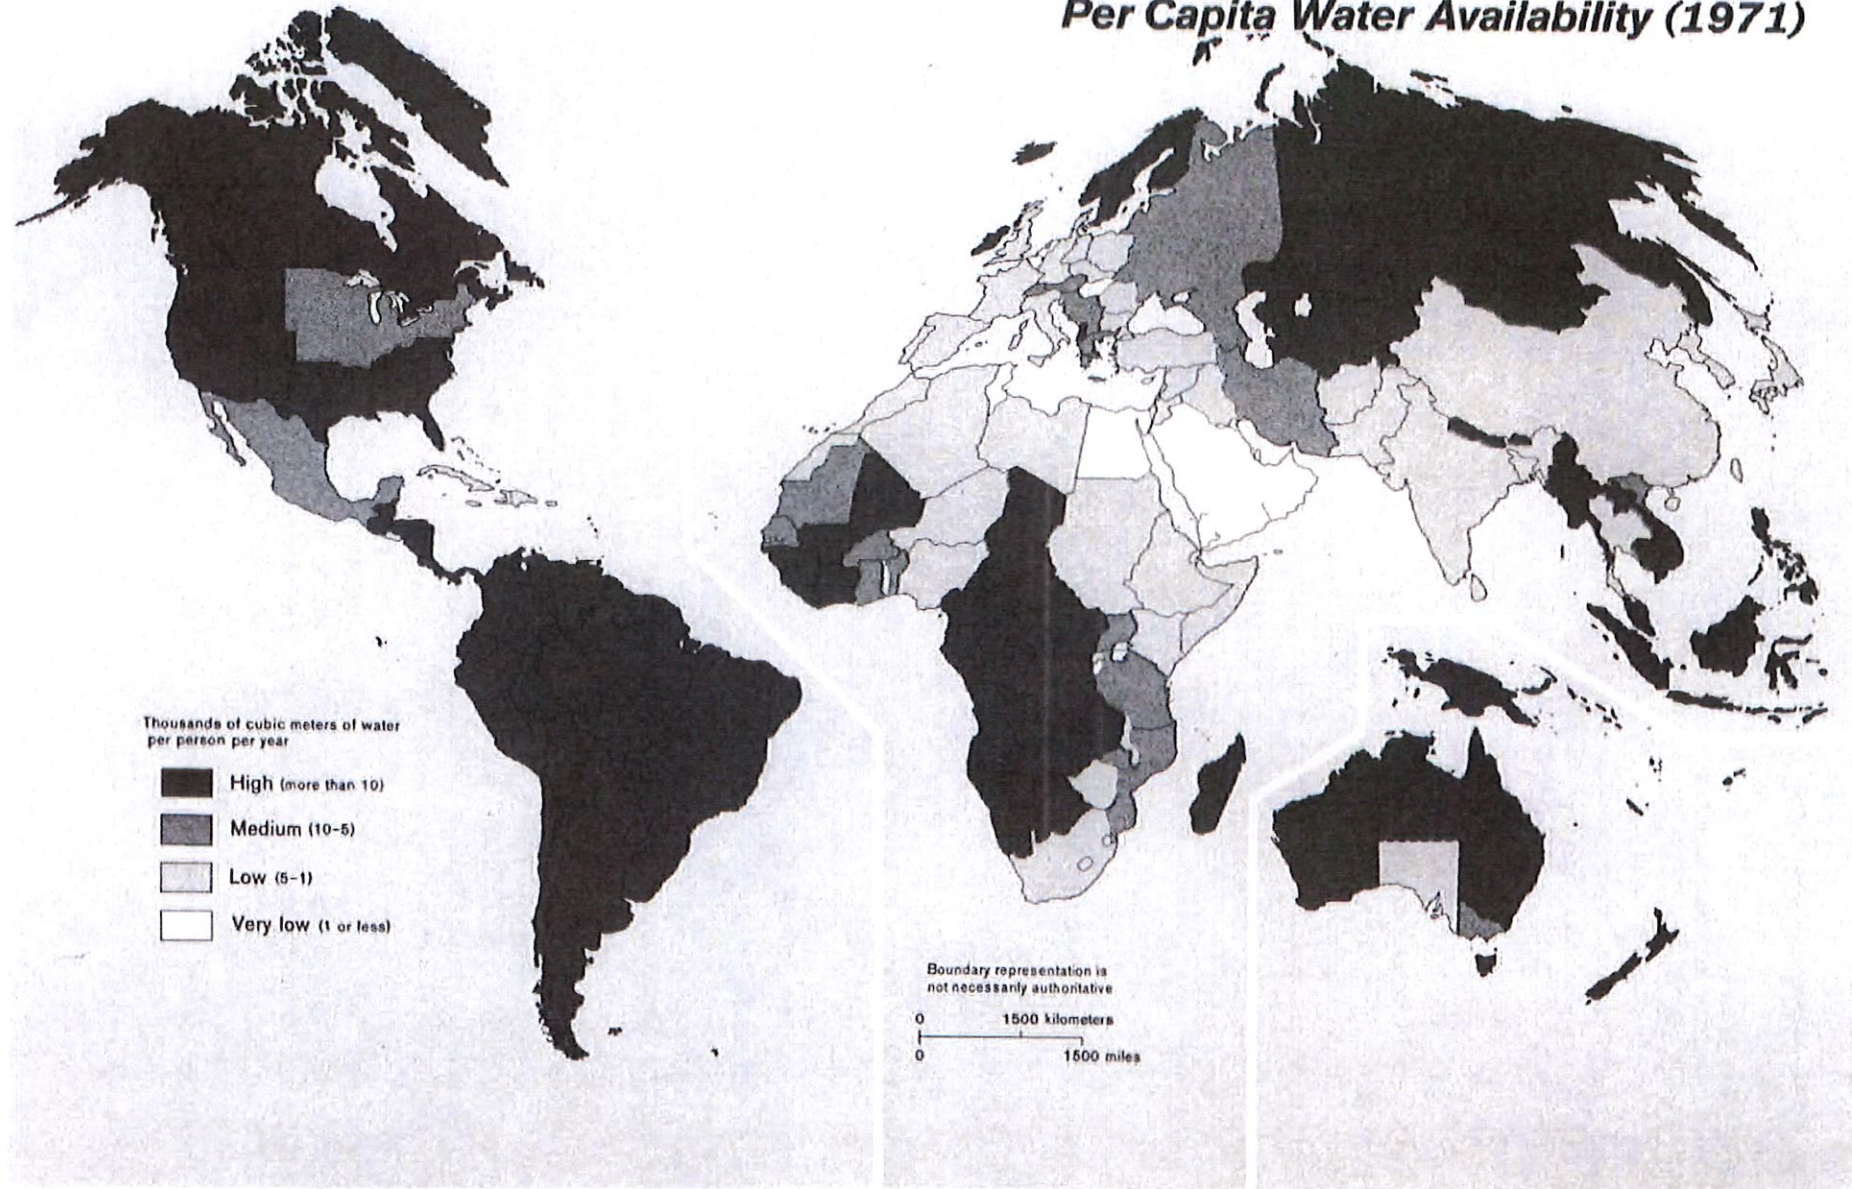 Per Capita Water Availability (1971)
Thousands of cubic meters of water
per person per year
High (more than 10)
Medium (10-5)
Low (5-1)
Very low (1 or less)
Boundary representation is
not necessarily authoritative
0 1500 kilometers
0 1500 miles